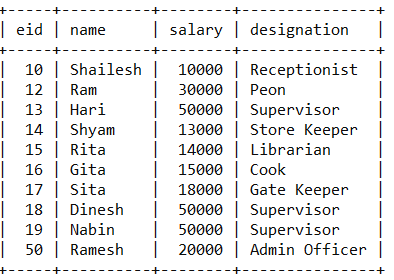 +-----+----------+--------+---------------+
| eid | name     | salary | designation   |
+-----+----------+--------+---------------+
|  10 | Shailesh |  10000 | Receptionist  |
|  12 | Ram      |  30000 | Peon          |
|  13 | Hari     |  50000 | Supervisor    |
|  14 | Shyam    |  13000 | Store Keeper  |
|  15 | Rita     |  14000 | Librarian     |
|  16 | Gita     |  15000 | Cook          |
|  17 | Sita     |  18000 | Gate Keeper   |
|  18 | Dinesh   |  50000 | Supervisor    |
|  19 | Nabin    |  50000 | Supervisor    |
|  50 | Ramesh   |  20000 | Admin Officer |
+-----+----------+--------+---------------+